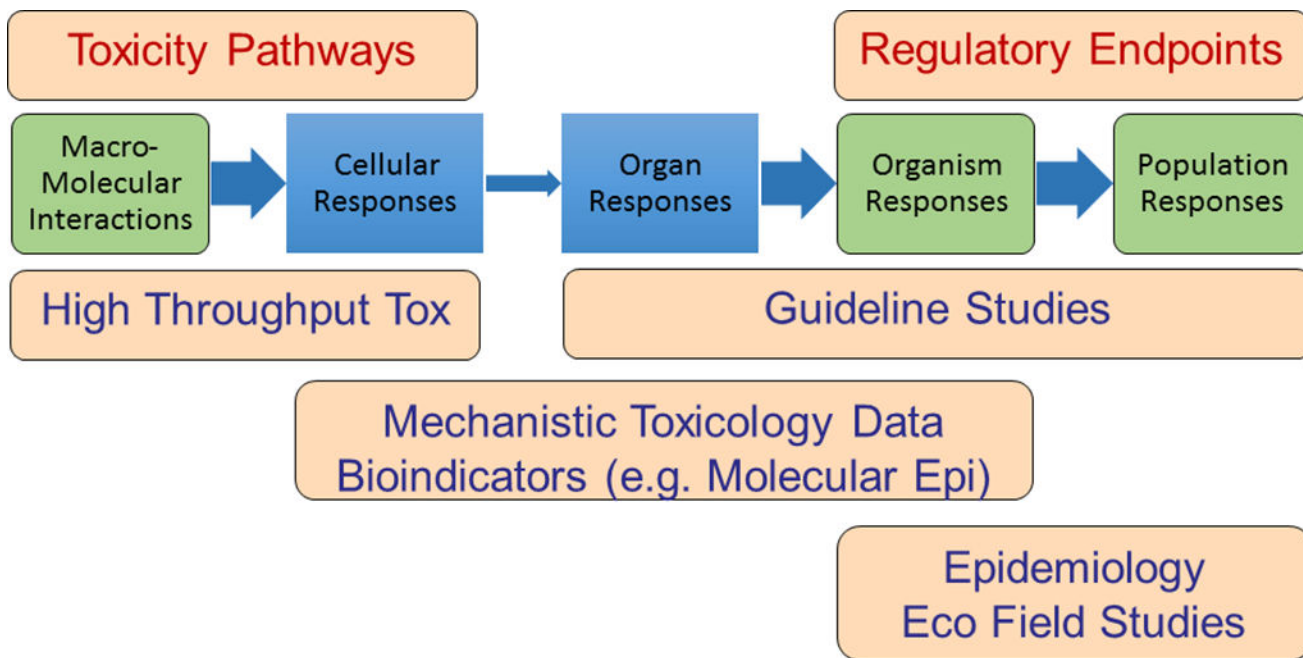 Toxicity Pathways
Regulatory Endpoints
Macro-
Molecular
Interactions
Cellular
Responses
Organ
Responses
Organism
Responses
Population
Responses
High Throughput Tox
Guideline Studies
Mechanistic Toxicology Data
Bioindicators (e.g. Molecular Epi)
Epidemiology
Eco Field Studies